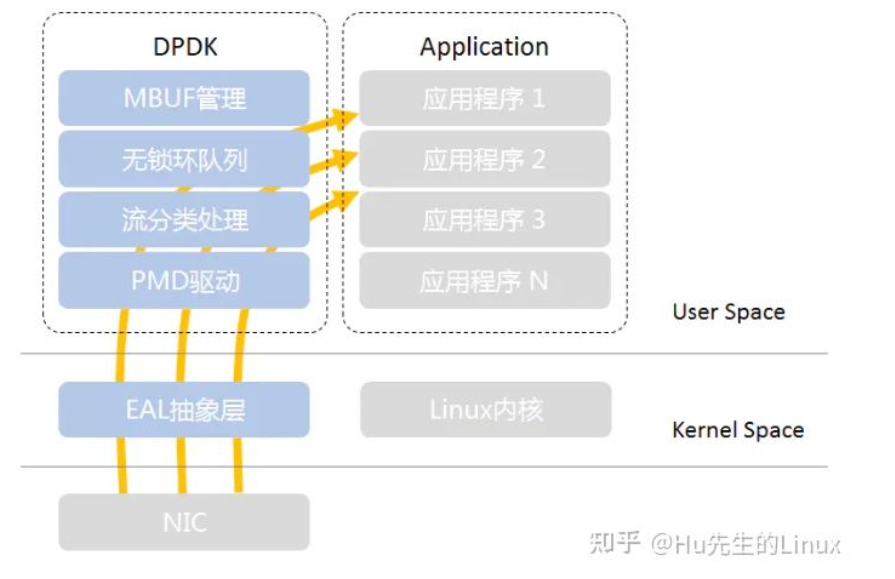 DPDK
MBUF管理
无锁环队列
流分类处理
PMD驱动
Application
应用程序 1
应用程序 2
应用程序 3
应用程序 N
User Space
EAL抽象层
Linux内核
Kernel Space
NIC
知乎 @Hu先生的Linux